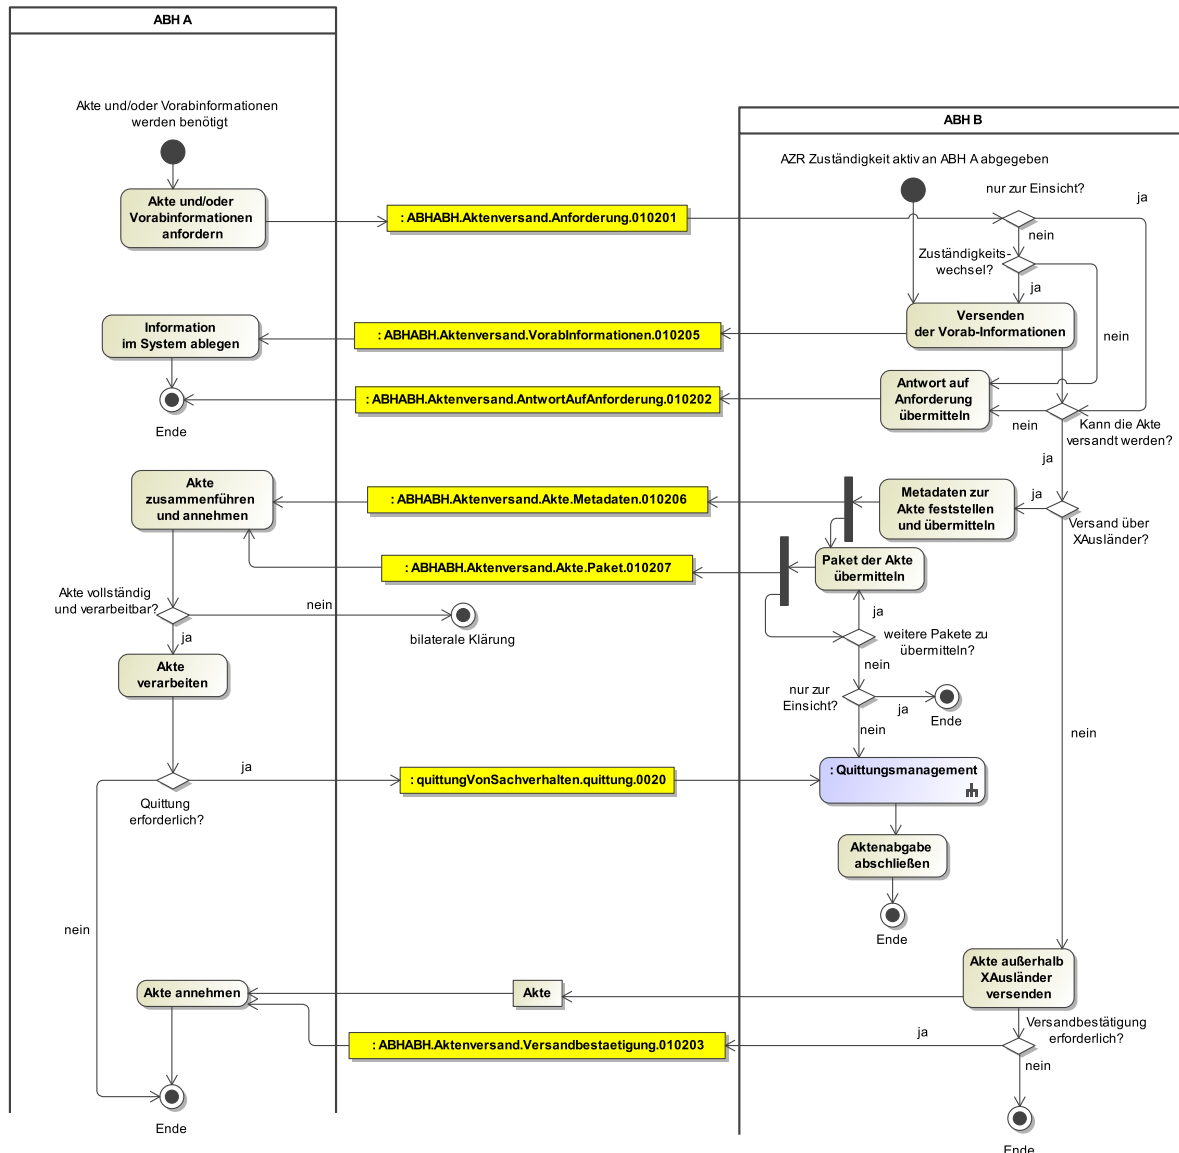 ABH A
Akte und/oder Vorabinformationen
werden benötigt
ABH B
AZR Zuständigkeit aktiv an ABH A abgegeben
nur zur Einsicht?
ja
Akte und/oder
Vorabinformationen
anfordern
: ABHABH.Aktenversand.Anforderung.010201
nein
Zuständigkeits-
wechsel?
ja
Information
im System ablegen
: ABHABH.Aktenversand.VorabInformationen.010205
Versenden
der Vorab-Informationen
nein
: ABHABH.Aktenversand.AntwortAufAnforderung.010202
Antwort auf
Anforderung
übermitteln
nein
Kann die Akte
versandt werden?
Ende
ja
Akte
zusammenführen
und annehmen
: ABHABH.Aktenversand.Akte.Metadaten.010206
Metadaten zur
Akte feststellen
und übermitteln
ja
Versand über
XAusländer?
: ABHABH.Aktenversand.Akte.Paket.010207
Paket der Akte
übermitteln
Akte vollständig
und verarbeitbar?
nein
bilaterale Klärung
ja
weitere Pakete zu
übermitteln?
ja
Akte
verarbeiten
nein
nur zur
Einsicht?
ja
Ende
nein
nein
ja
Quittung
erforderlich?
: quittungVonSachverhalten.quittung.0020
: Quittungsmanagement
Aktenabgabe
abschließen
Ende
nein
Akte außerhalb
XAusländer
versenden
Akte annehmen
Akte
Versandbestätigung
erforderlich?
ja
: ABHABH.Aktenversand.Versandbestaetigung.010203
nein
Ende
Ende